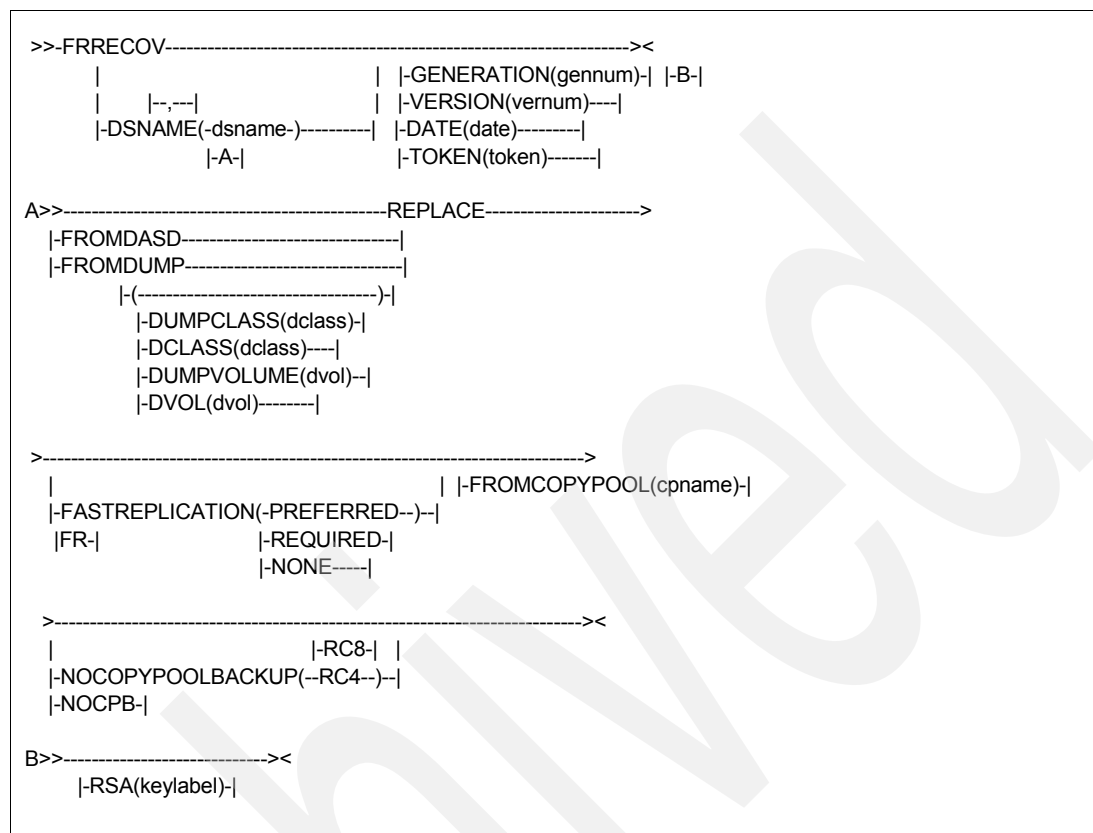 >>-FRRECOV------------------------------------------------------------------><
| | |-GENERATION(gennum)-| |-B-|
| |--,---| | |-VERSION(vernum)----|
|-DSNAME(-dsname-)----------| |-DATE(date)---------|
|-A-| |-TOKEN(token)-------|
A>>----------------------------------------------REPLACE---------------------->
|-FROMDASD-------------------------------|
|-FROMDUMP-------------------------------|
|-(----------------------------------)-|
|-DUMPCLASS(dclass)-|
|-DCLASS(dclass)----|
|-DUMPVOLUME(dvol)--|
|-DVOL(dvol)--------|
>----------------------------------------------------------------------------->
| | |-FROMCOPYPOOL(cpname)-|
|-FASTREPLICATION(-PREFERRED--)--|
|FR-| |-REQUIRED-|
|-NONE-----|
>---------------------------------------------------------------------------><
| |-RC8-| |
|-NOCOPYPOOLBACKUP(--RC4--)--|
|-NOCPB-|
B>>-----------------------------><
|-RSA(keylabel)-|
hived